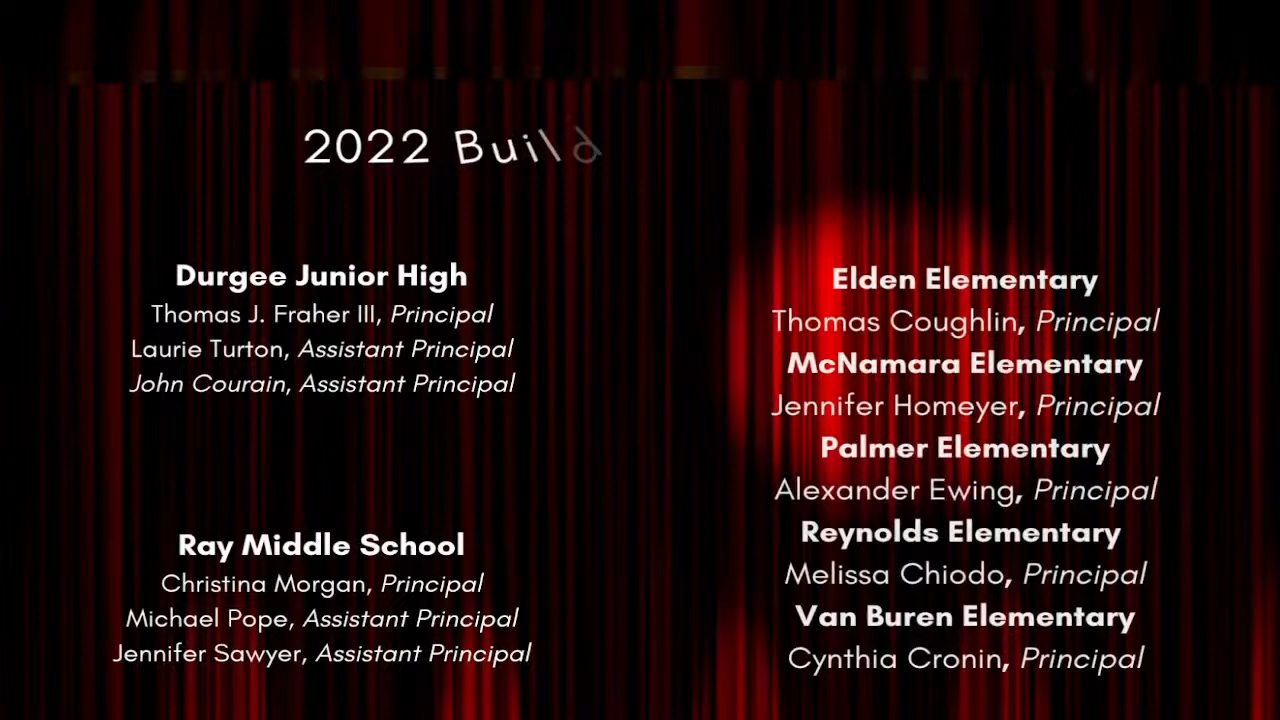 2022 Build
Durgee Junior High
Thomas J. Fraher III, Principal
Laurie Turton, Assistant Principal
John Courain, Assistant Principal
Ray Middle School
Christina Morgan, Principal
Michael Pope, Assistant Principal
Jennifer Sawyer, Assistant Principal
Elden Elementary
Thomas Coughlin, Principal
McNamara Elementary
Jennifer Homeyer, Principal
Palmer Elementary
Alexander Ewing, Principal
Reynolds Elementary
Melissa Chiodo, Principal
Van Buren Elementary
Cynthia Cronin, Principal